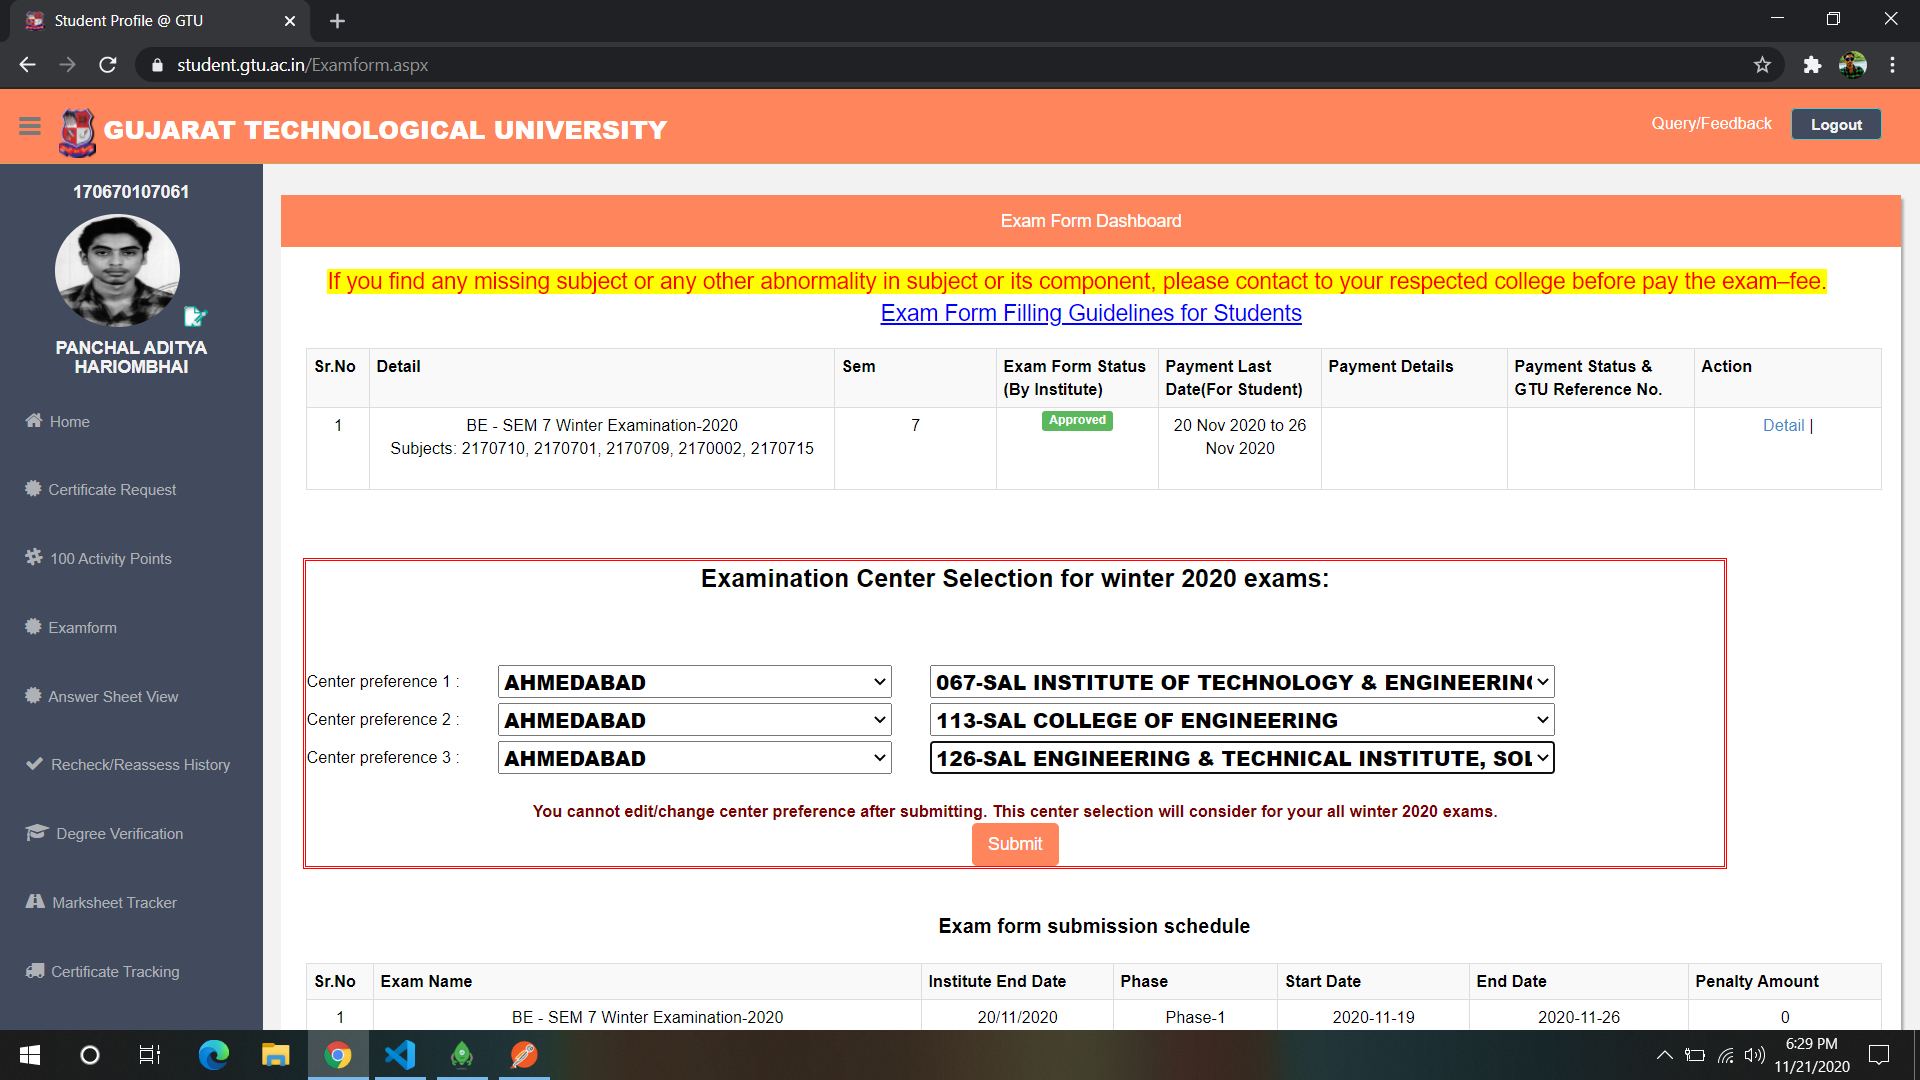 Student Profile @ GTU
student.gtu.ac.in/Examform.aspx
GUJARAT TECHNOLOGICAL UNIVERSITY
Query/Feedback
Logout
170670107061
PANCHAL ADITYA
HARIOMBHAI
Home
Certificate Request
100 Activity Points
Examform
Answer Sheet View
Recheck/Reassess History
Degree Verification
Marksheet Tracker
Certificate Tracking
Exam Form Dashboard
If you find any missing subject or any other abnormality in subject or its component, please contact to your respected college before pay the exam–fee.
Exam Form Filling Guidelines for Students
Sr.No Detail Sem Exam Form Status (By Institute) Payment Last Date(For Student) Payment Details Payment Status & GTU Reference No. Action
1 BE - SEM 7 Winter Examination-2020 7 Approved 20 Nov 2020 to 26 Detail |
Subjects: 2170710, 2170701, 2170709, 2170002, 2170715 Nov 2020
Examination Center Selection for winter 2020 exams:
Center preference 1 : AHMEDABAD 067-SAL INSTITUTE OF TECHNOLOGY & ENGINEERING
Center preference 2 : AHMEDABAD 113-SAL COLLEGE OF ENGINEERING
Center preference 3 : AHMEDABAD 126-SAL ENGINEERING & TECHNICAL INSTITUTE, SOL
You cannot edit/change center preference after submitting. This center selection will consider for your all winter 2020 exams.
Submit
Exam form submission schedule
Sr.No Exam Name Institute End Date Phase Start Date End Date Penalty Amount
1 BE - SEM 7 Winter Examination-2020 20/11/2020 Phase-1 2020-11-19 2020-11-26 0
6:29 PM
11/21/2020